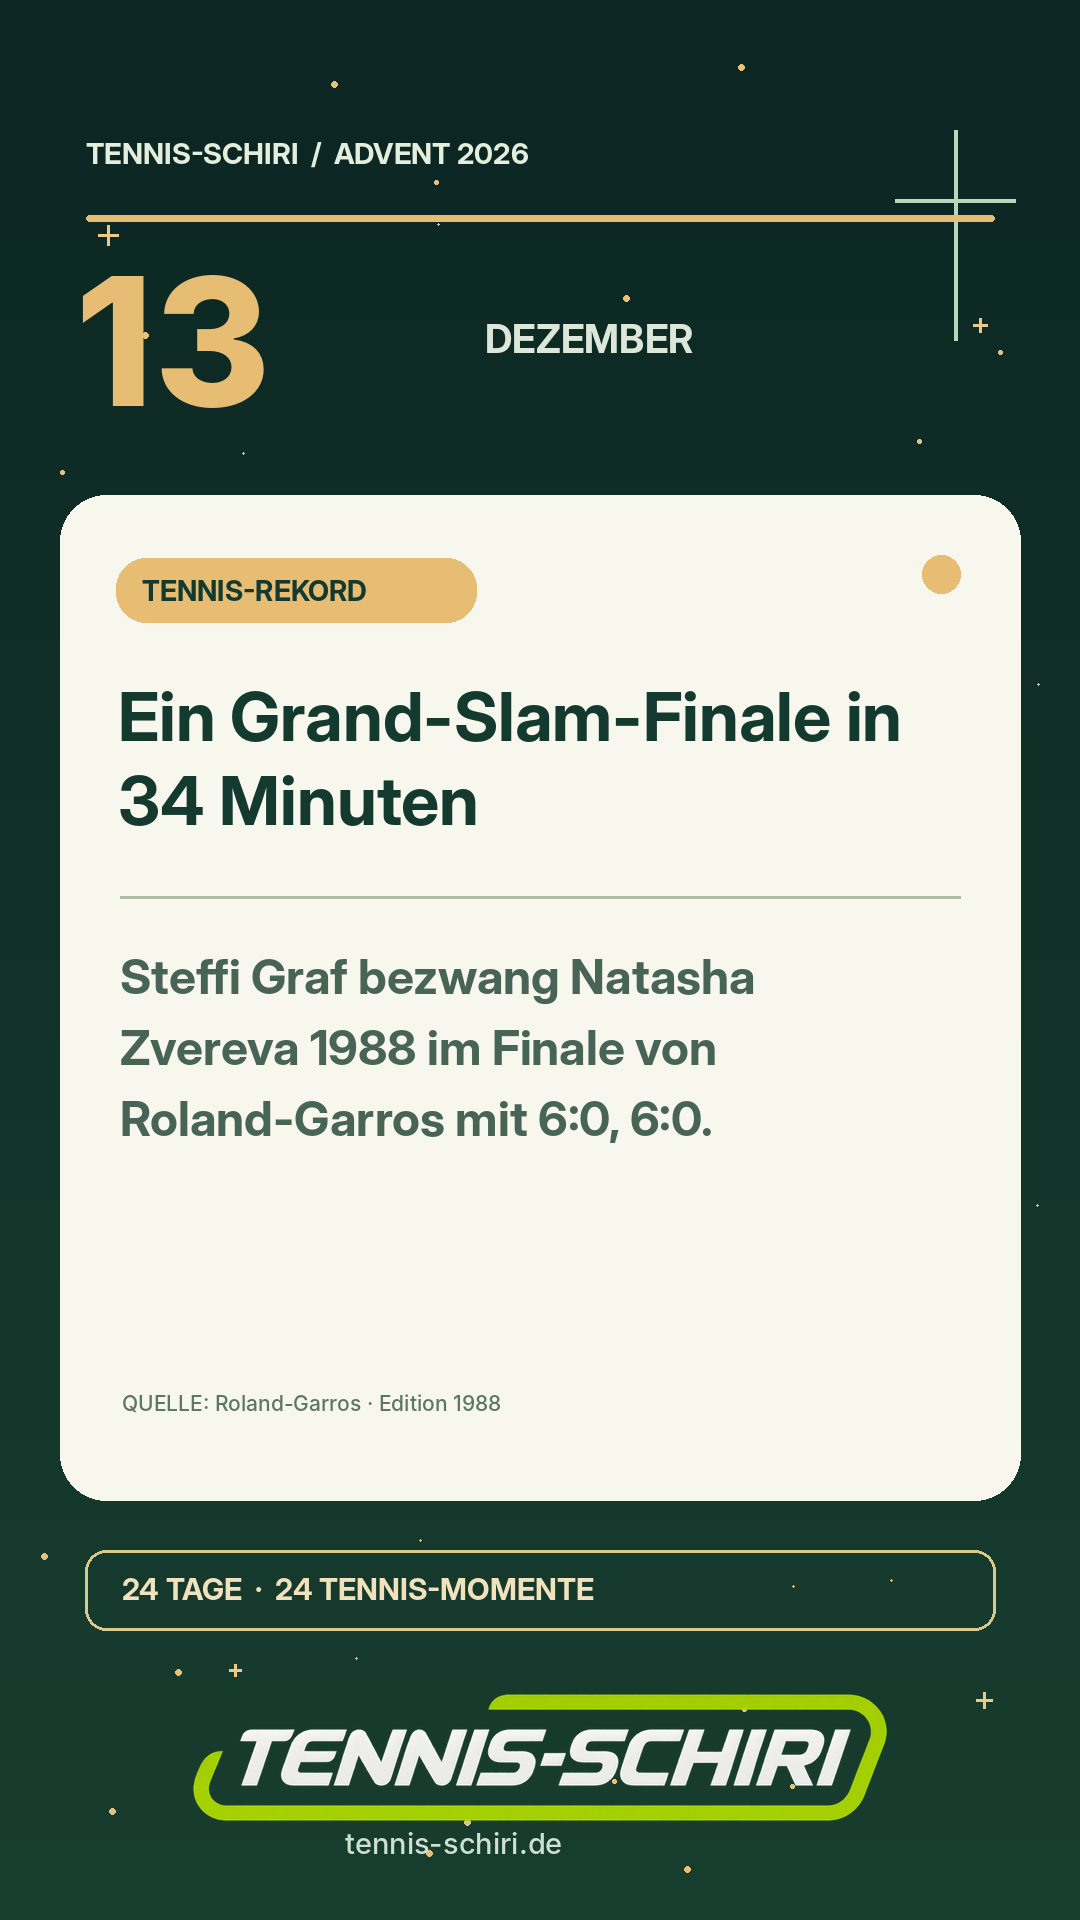 TENNIS-SCHIRI / ADVENT 2026
13
DEZEMBER
TENNIS-REKORD
Ein Grand-Slam-Finale in
34 Minuten
Steffi Graf bezwang Natasha
Zvereva 1988 im Finale von
Roland-Garros mit 6:0, 6:0.
QUELLE: Roland-Garros · Edition 1988
24 TAGE · 24 TENNIS-MOMENTE
TENNIS-SCHIRI
tennis-schiri.de